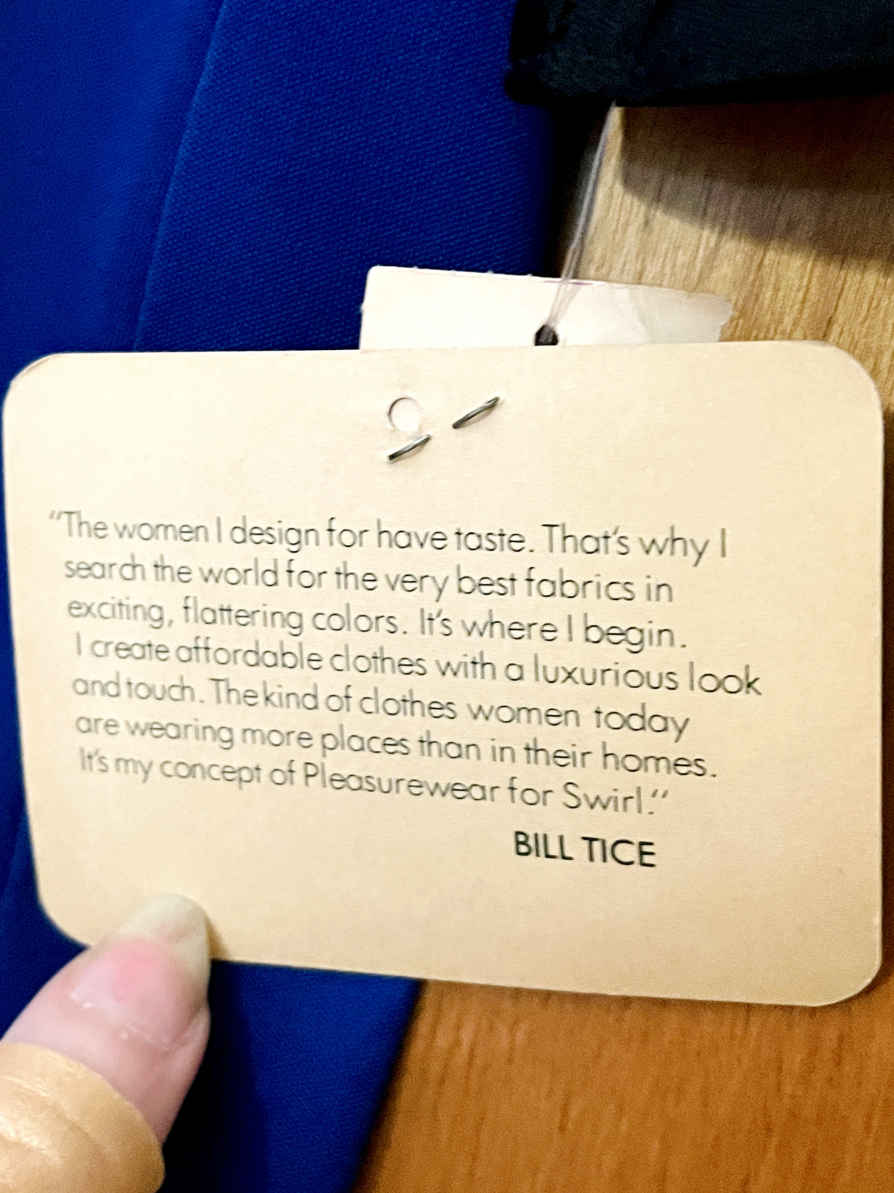 "The women I design for have taste. That's why I
search the world for the very best fabrics in
exciting, flattering colors. It's where I begin.
I create affordable clothes with a luxurious look
and touch. The kind of clothes women today
are wearing more places than in their homes.
It's my concept of Pleasurewear for Swirl."
BILL TICE